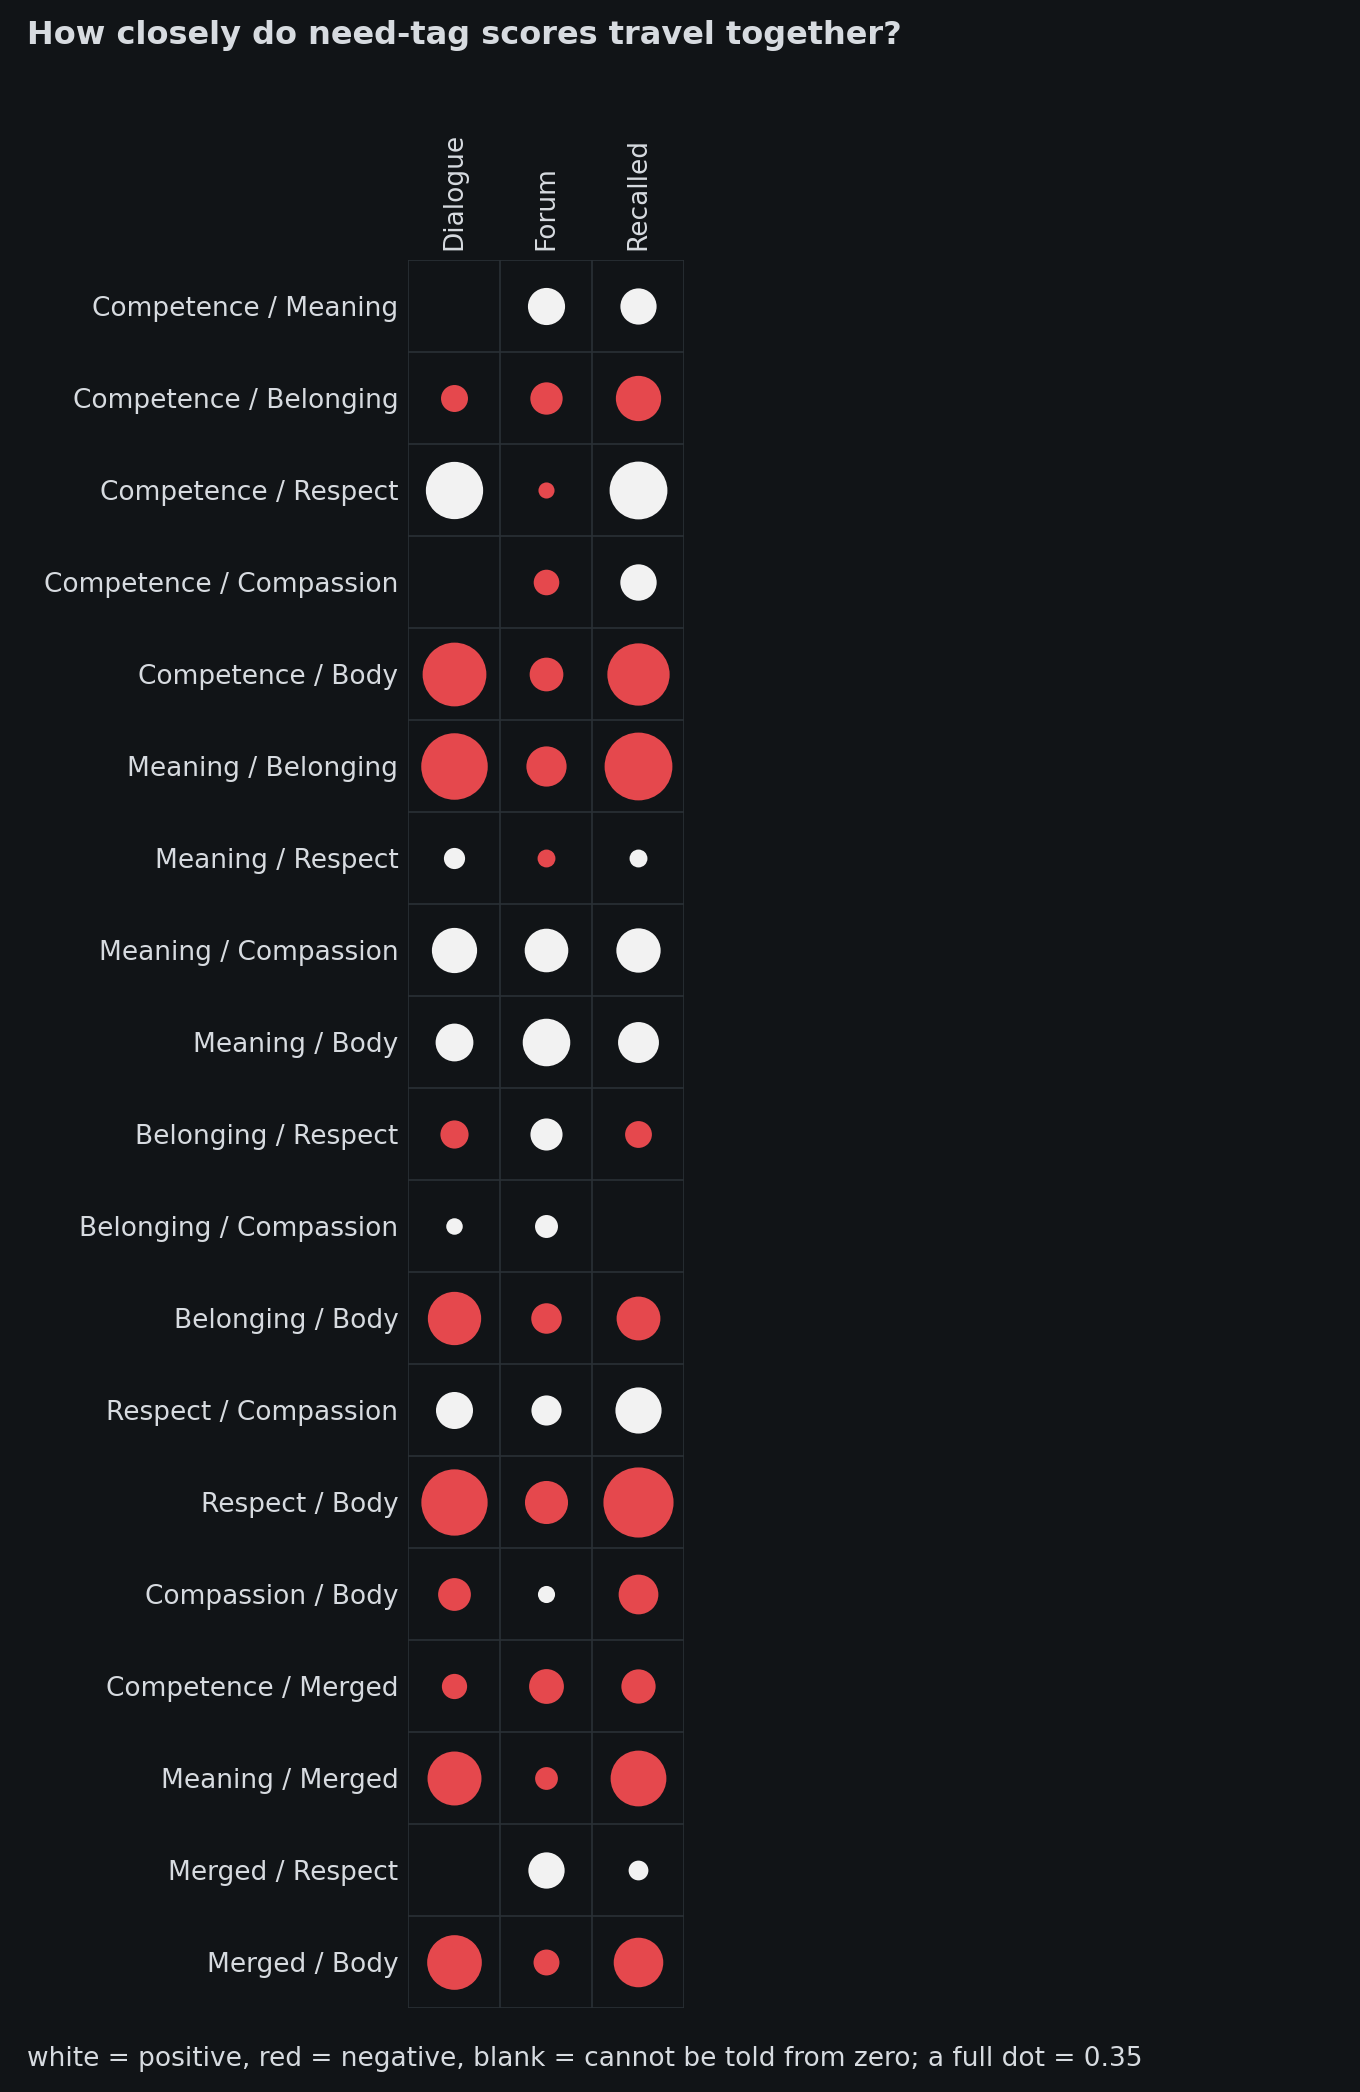 How closely do need-tag scores travel together?
Dialogue
Forum
Recalled
Competence / Meaning
Competence / Belonging
Competence / Respect
Competence / Compassion
Competence / Body
Meaning / Belonging
Meaning / Respect
Meaning / Compassion
Meaning / Body
Belonging / Respect
Belonging / Compassion
Belonging / Body
Respect / Compassion
Respect / Body
Compassion / Body
Competence / Merged
Meaning / Merged
Merged / Respect
Merged / Body
white = positive, red = negative, blank = cannot be told from zero; a full dot = 0.35